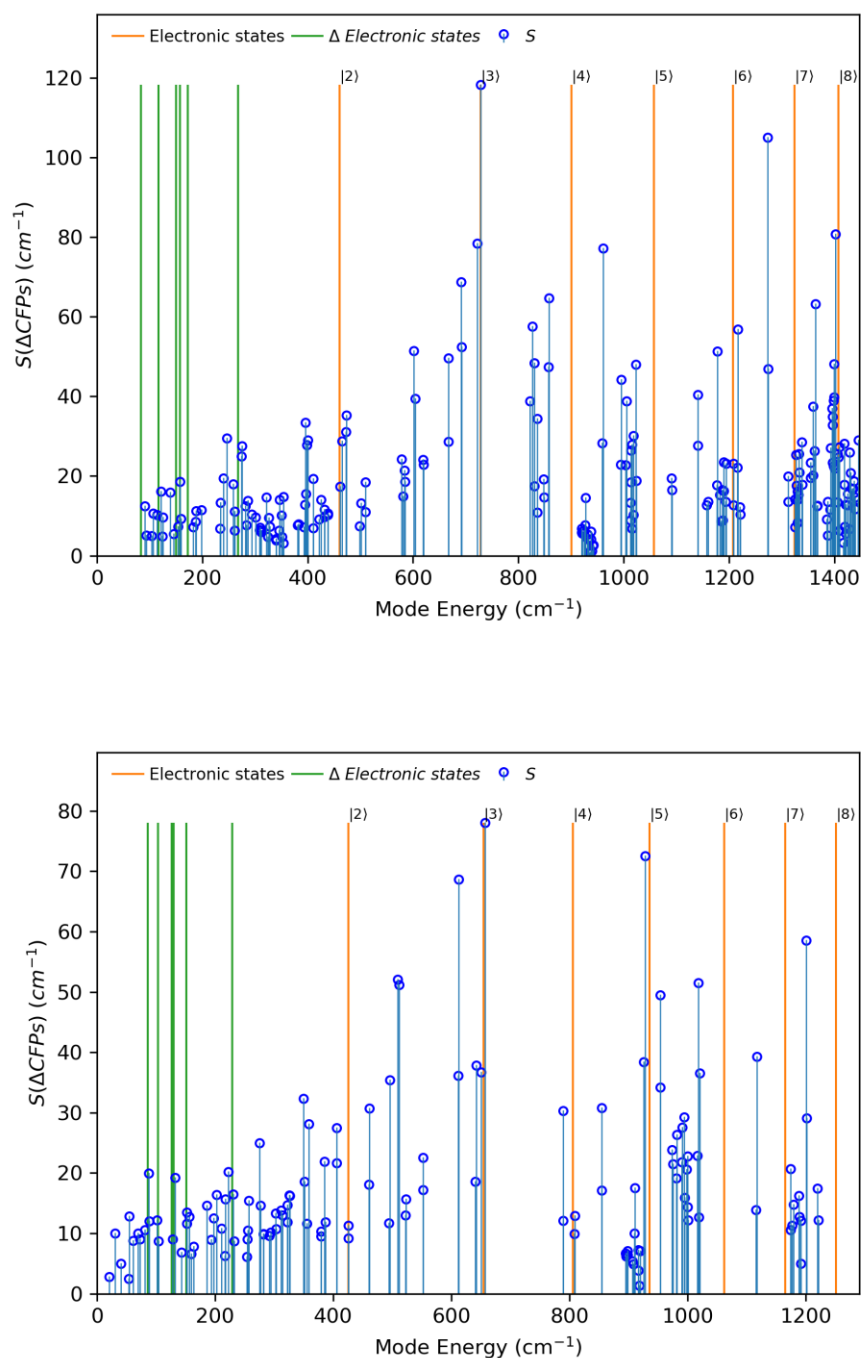 Electronic states Δ Electronic states S
|2⟩ |3⟩ |4⟩ |5⟩ |6⟩ |7⟩ |8⟩
120
100
80
60
40
20
0
S(ΔCFPs) (cm⁻¹)
0 200 400 600 800 1000 1200 1400
Mode Energy (cm⁻¹)
Electronic states Δ Electronic states S
|2⟩ |3⟩ |4⟩ |5⟩ |6⟩ |7⟩ |8⟩
80
70
60
50
40
30
20
10
0
S(ΔCFPs) (cm⁻¹)
0 200 400 600 800 1000 1200
Mode Energy (cm⁻¹)